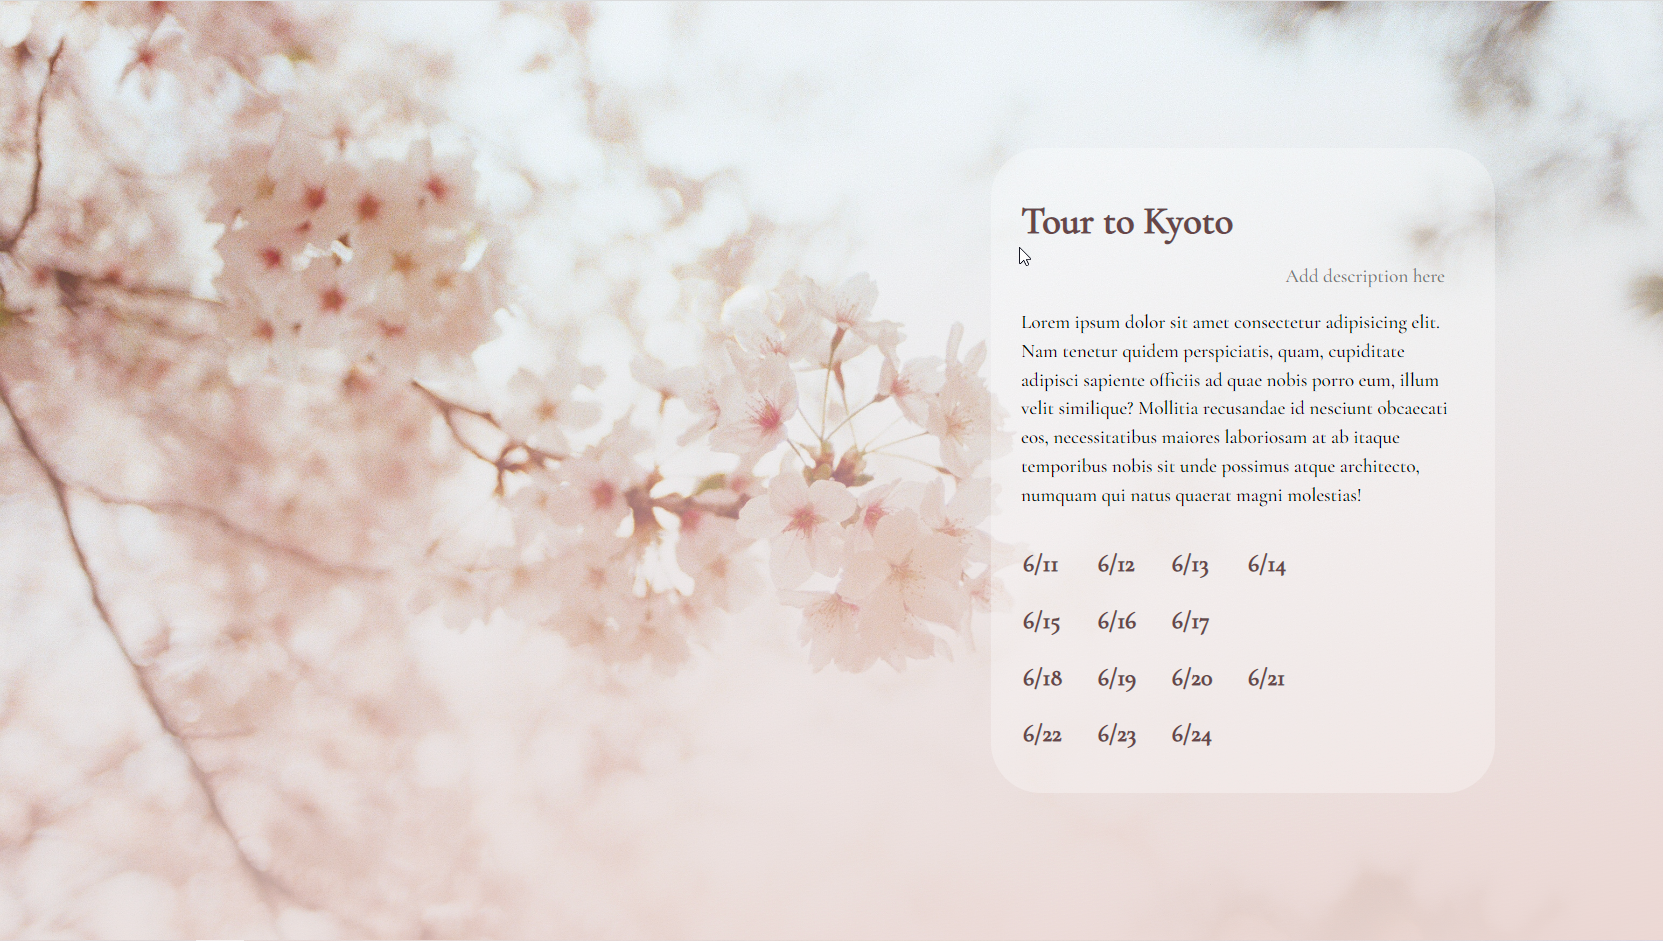 Tour to Kyoto
Add description here
Lorem ipsum dolor sit amet consectetur adipisicing elit.
Nam tenetur quidem perspiciatis, quam, cupiditate
adipisci sapiente officiis ad quae nobis porro eum, illum
velit similique? Mollitia recusandae id nesciunt obcaecati
eos, necessitatibus maiores laboriosam at ab itaque
temporibus nobis sit unde possimus atque architecto,
numquam qui natus quaerat magni molestias!
6/11 6/12 6/13 6/14
6/15 6/16 6/17
6/18 6/19 6/20 6/21
6/22 6/23 6/24